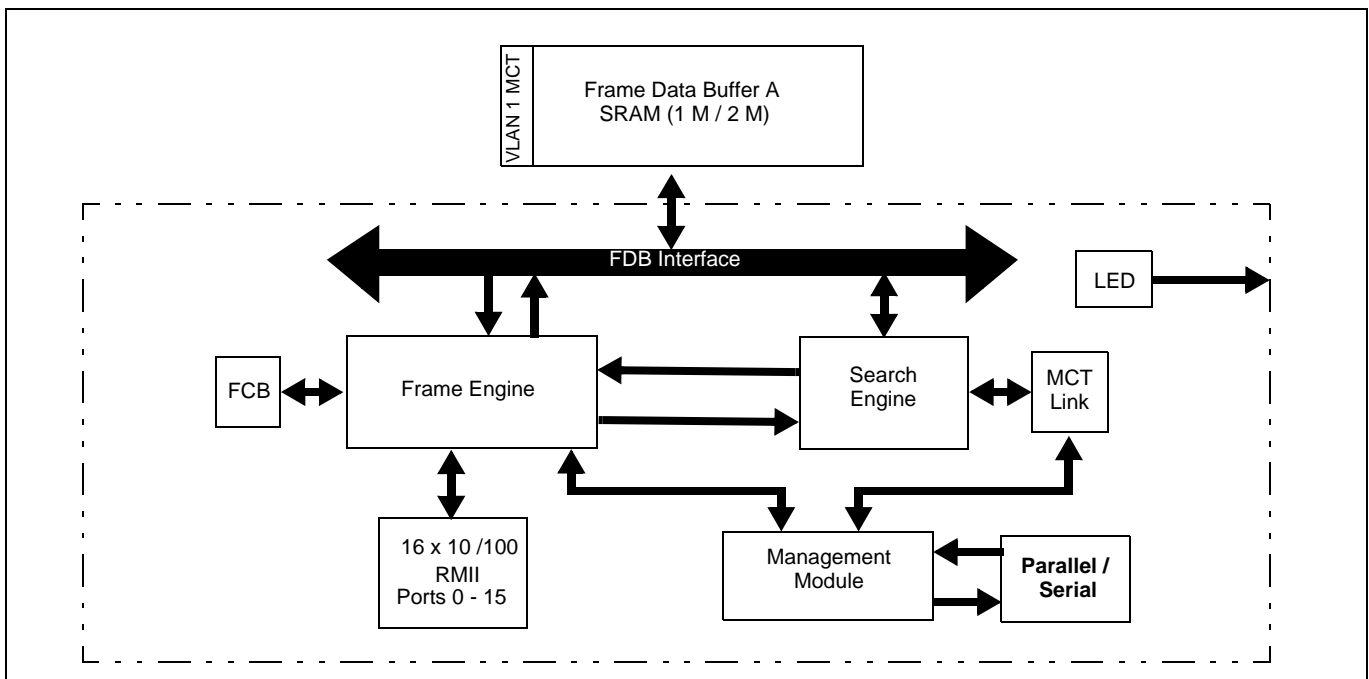 VLAN 1 MCT
Frame Data Buffer A
SRAM (1 M / 2 M)
FDB Interface
LED
FCB
Frame Engine
Search
Engine
MCT
Link
16 x 10 /100
RMII
Ports 0 - 15
Management
Module
Parallel /
Serial